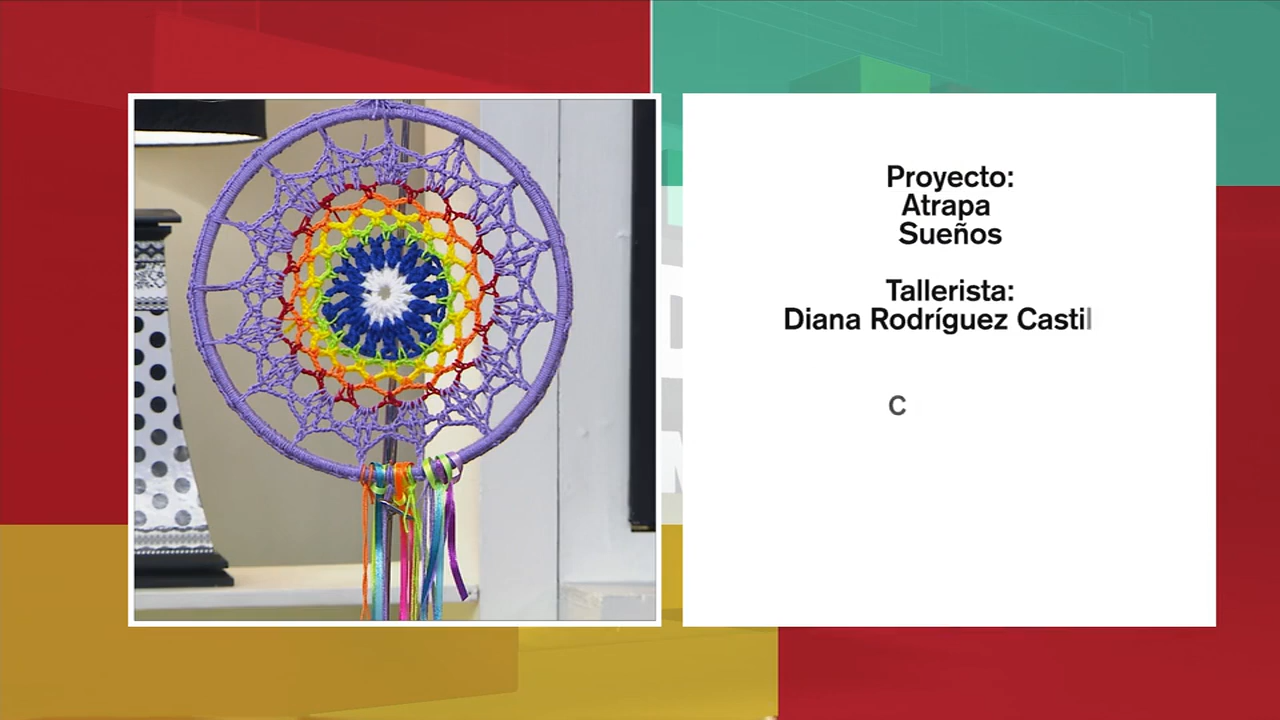 Proyecto:
Atrapa
Sueños
Tallerista:
Diana Rodríguez Castil
C